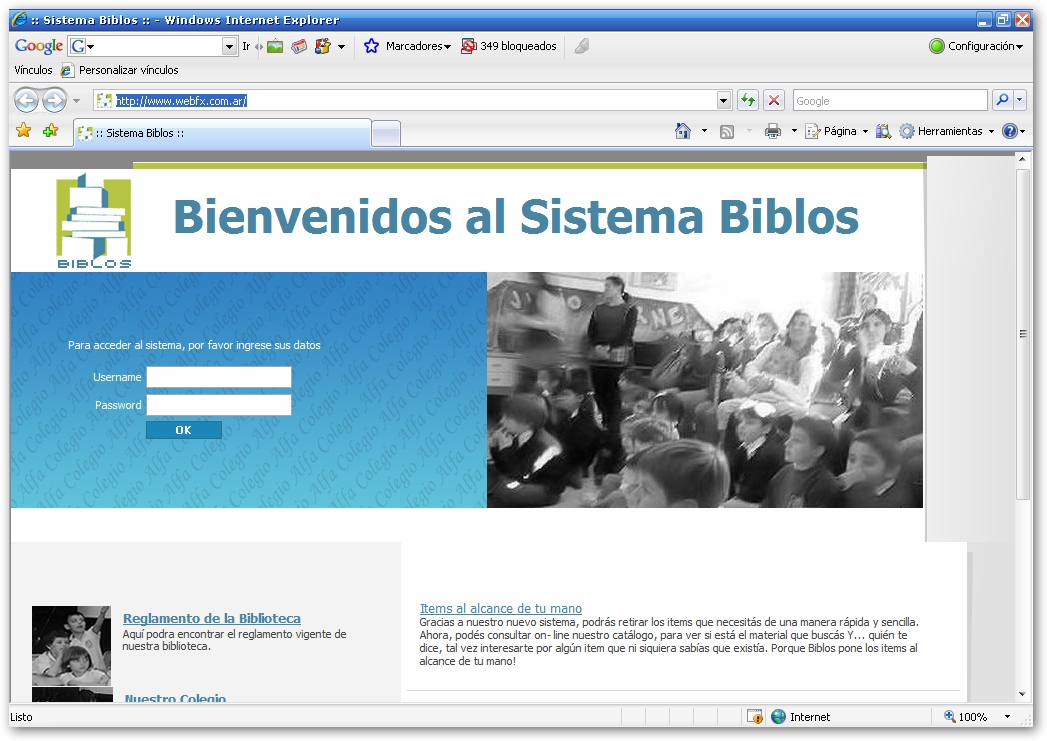 :: Sistema Biblos :: - Windows Internet Explorer
Google G Ir Marcadores 349 bloqueados Configuración
Vínculos Personalizar vínculos
http://www.webfx.com.ar/ Google
:: Sistema Biblos :: Página Herramientas
Bienvenidos al Sistema Biblos
BIBLOS
Para acceder al sistema, por favor ingrese sus datos
Username
Password
OK
Reglamento de la Biblioteca
Aquí podra encontrar el reglamento vigente de
nuestra biblioteca.
Nuestro Colegio
Items al alcance de tu mano
Gracias a nuestro nuevo sistema, podrás retirar los items que necesitás de una manera rápida y sencilla.
Ahora, podés consultar on-line nuestro catálogo, para ver si está el material que buscás Y... quién te
dice, tal vez interesarte por algún item que ni siquiera sabías que existía. Porque Biblos pone los items al
alcance de tu mano!
Listo Internet 100%